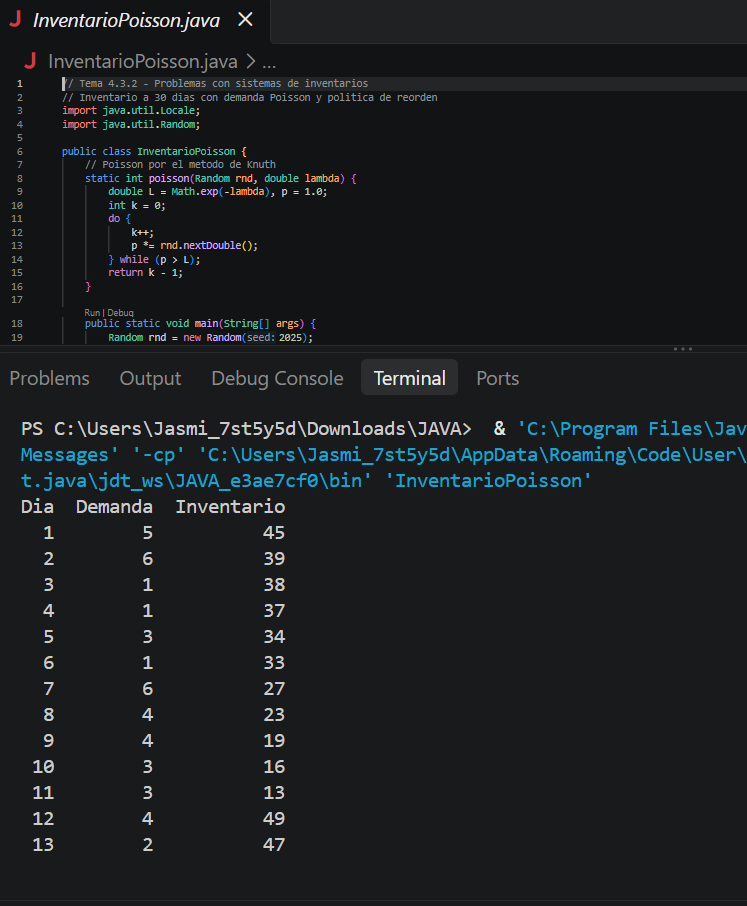 InventarioPoisson.java
InventarioPoisson.java > ...
1 // Tema 4.3.2 - Problemas con sistemas de inventarios
2 // Inventario a 30 dias con demanda Poisson y politica de reorden
3 import java.util.Locale;
4 import java.util.Random;
5
6 public class InventarioPoisson {
7 // Poisson por el metodo de Knuth
8 static int poisson(Random rnd, double lambda) {
9 double L = Math.exp(-lambda), p = 1.0;
10 int k = 0;
11 do {
12 k++;
13 p *= rnd.nextDouble();
14 } while (p > L);
15 return k - 1;
16 }
17
Run | Debug
18 public static void main(String[] args) {
19 Random rnd = new Random(seed: 2025);
Problems Output Debug Console Terminal Ports
PS C:\Users\Jasmi_7st5y5d\Downloads\JAVA> & 'C:\Program Files\Jav
Messages' '-cp' 'C:\Users\Jasmi_7st5y5d\AppData\Roaming\Code\User\
t.java\jdt_ws\JAVA_e3ae7cf0\bin' 'InventarioPoisson'
Dia Demanda Inventario
1 5 45
2 6 39
3 1 38
4 1 37
5 3 34
6 1 33
7 6 27
8 4 23
9 4 19
10 3 16
11 3 13
12 4 49
13 2 47